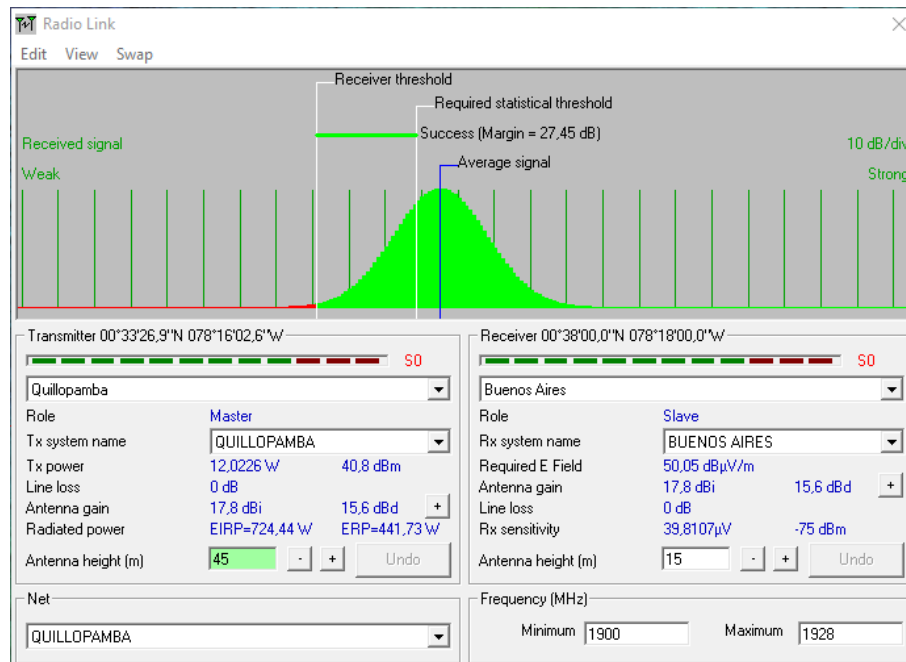 Radio Link
Edit View Swap
Receiver threshold
Required statistical threshold
Success (Margin = 27,45 dB)
Received signal
10 dB/div
Average signal
Weak
Strong
Transmitter 00°33'26,9"N 078°16'02,6"W
S0
Quillopamba
Role Master
Tx system name QUILLOPAMBA
Tx power 12,0226 W 40,8 dBm
Line loss 0 dB
Antenna gain 17,8 dBi 15,6 dBd +
Radiated power EIRP=724,44 W ERP=441,73 W
Antenna height (m) 45 - + Undo
Receiver 00°38'00,0"N 078°18'00,0"W
S0
Buenos Aires
Role Slave
Rx system name BUENOS AIRES
Required E Field 50,05 dBµV/m
Antenna gain 17,8 dBi 15,6 dBd +
Line loss 0 dB
Rx sensitivity 39,8107µV -75 dBm
Antenna height (m) 15 - + Undo
Net
QUILLOPAMBA
Frequency (MHz)
Minimum 1900 Maximum 1928